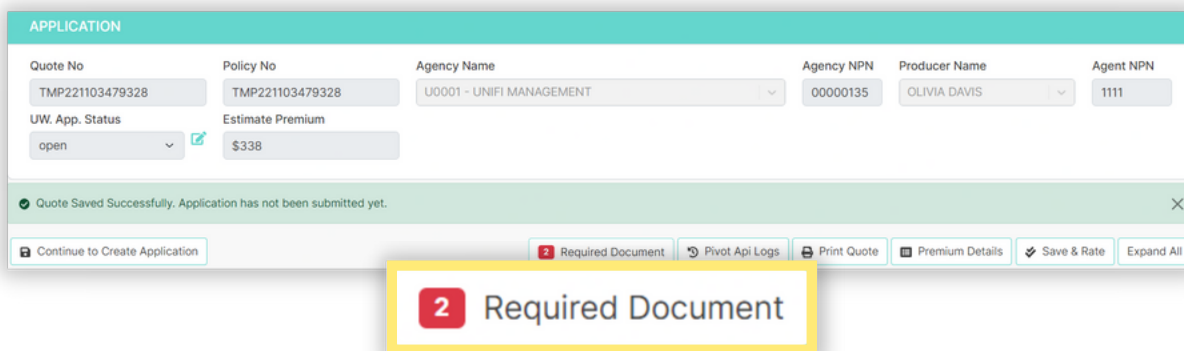 APPLICATION
Quote No Policy No Agency Name Agency NPN Producer Name Agent NPN
TMP221103479328 TMP221103479328 U0001 - UNIFI MANAGEMENT 00000135 OLIVIA DAVIS 1111
UW. App. Status Estimate Premium
open $338
Quote Saved Successfully. Application has not been submitted yet.
Continue to Create Application 2 Required Document Pivot Api Logs Print Quote Premium Details Save & Rate Expand All
2 Required Document